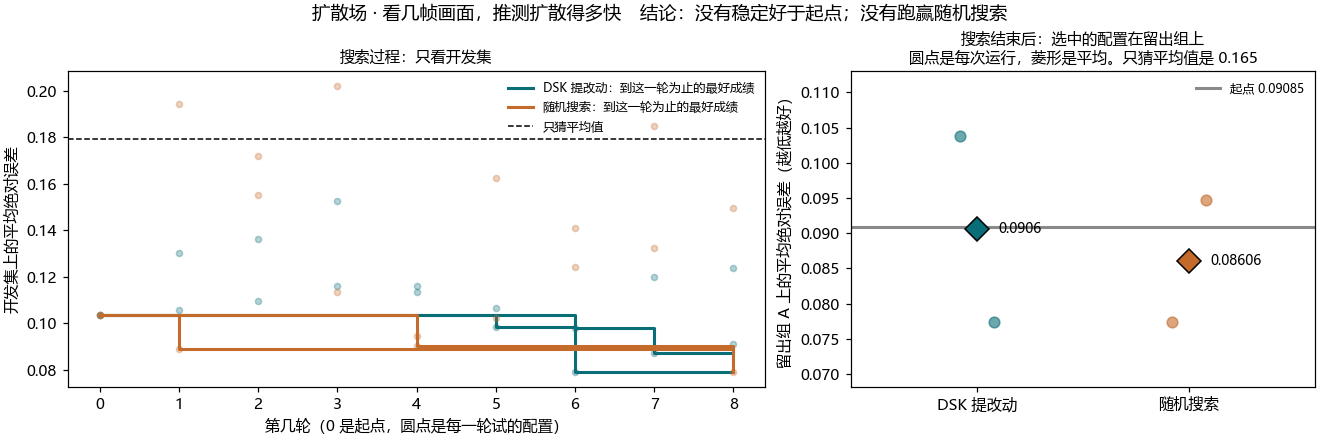 扩散场 · 看几帧画面，推测扩散得多快　结论：没有稳定好于起点；没有跑赢随机搜索
搜索过程：只看开发集
开发集上的平均绝对误差
0.20
0.18
0.16
0.14
0.12
0.10
0.08
DSK 提改动：到这一轮为止的最好成绩
随机搜索：到这一轮为止的最好成绩
只猜平均值
0 1 2 3 4 5 6 7 8
第几轮（0 是起点，圆点是每一轮试的配置）
搜索结束后：选中的配置在留出组上
圆点是每次运行，菱形是平均。只猜平均值是 0.165
留出组 A 上的平均绝对误差（越低越好）
0.110
0.105
0.100
0.095
0.090
0.085
0.080
0.075
0.070
起点 0.09085
0.0906
0.08606
DSK 提改动 随机搜索